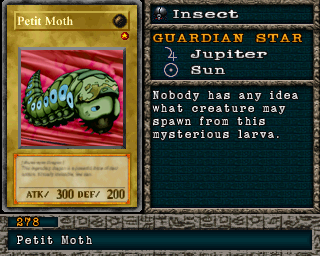 Petit Moth
ATK/ 300 DEF/ 200
Insect
GUARDIAN STAR
Jupiter
Sun
Nobody has any idea
what creature may
spawn from this
mysterious larva.
278
Petit Moth